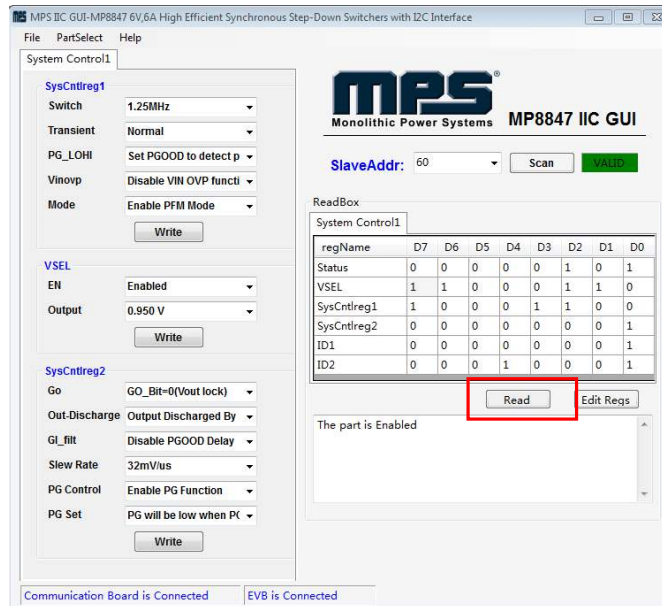 MPS IIC GUI-MP8847 6V,6A High Efficient Synchronous Step-Down Switchers with I2C Interface
File PartSelect Help
System Control1
SysCntlreg1
Switch 1.25MHz
Transient Normal
PG_LOHI Set PGOOD to detect p
Vinovp Disable VIN OVP functi
Mode Enable PFM Mode
Write
VSEL
EN Enabled
Output 0.950 V
Write
SysCntlreg2
Go GO_Bit=0(Vout lock)
Out-Discharge Output Discharged By
GI_filt Disable PGOOD Delay
Slew Rate 32mV/us
PG Control Enable PG Function
PG Set PG will be low when P(
Write
mps®
Monolithic Power Systems MP8847 IIC GUI
SlaveAddr: 60 Scan VALID
ReadBox
System Control1
regName D7 D6 D5 D4 D3 D2 D1 D0
Status 0 0 0 0 0 1 0 1
VSEL 1 1 0 0 0 1 1 0
SysCntlreg1 1 0 0 0 1 1 0 0
SysCntlreg2 0 0 0 0 0 0 0 1
ID1 0 0 0 0 0 0 0 1
ID2 0 0 0 1 0 0 0 1
Read Edit Regs
The part is Enabled
Communication Board is Connected EVB is Connected